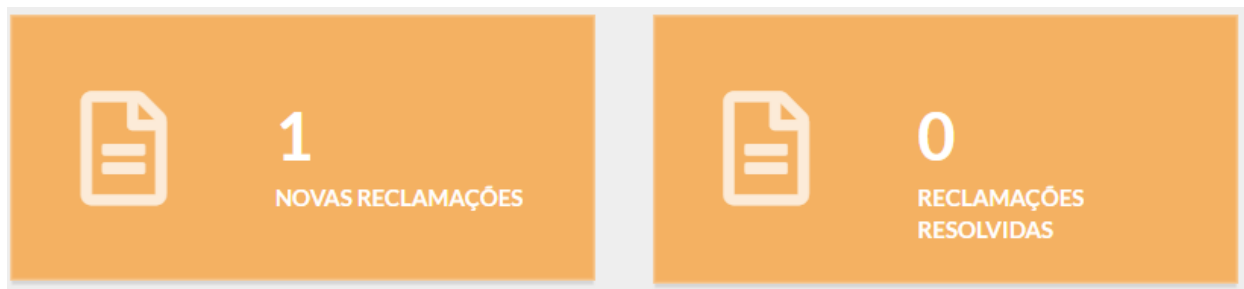 1
NOVAS RECLAMAÇÕES
0
RECLAMAÇÕES
RESOLVIDAS